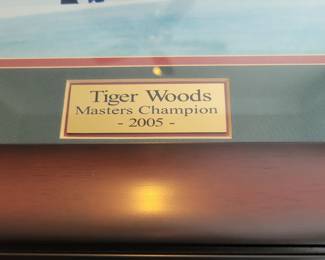 Tiger Woods
Masters Champion
- 2005 -